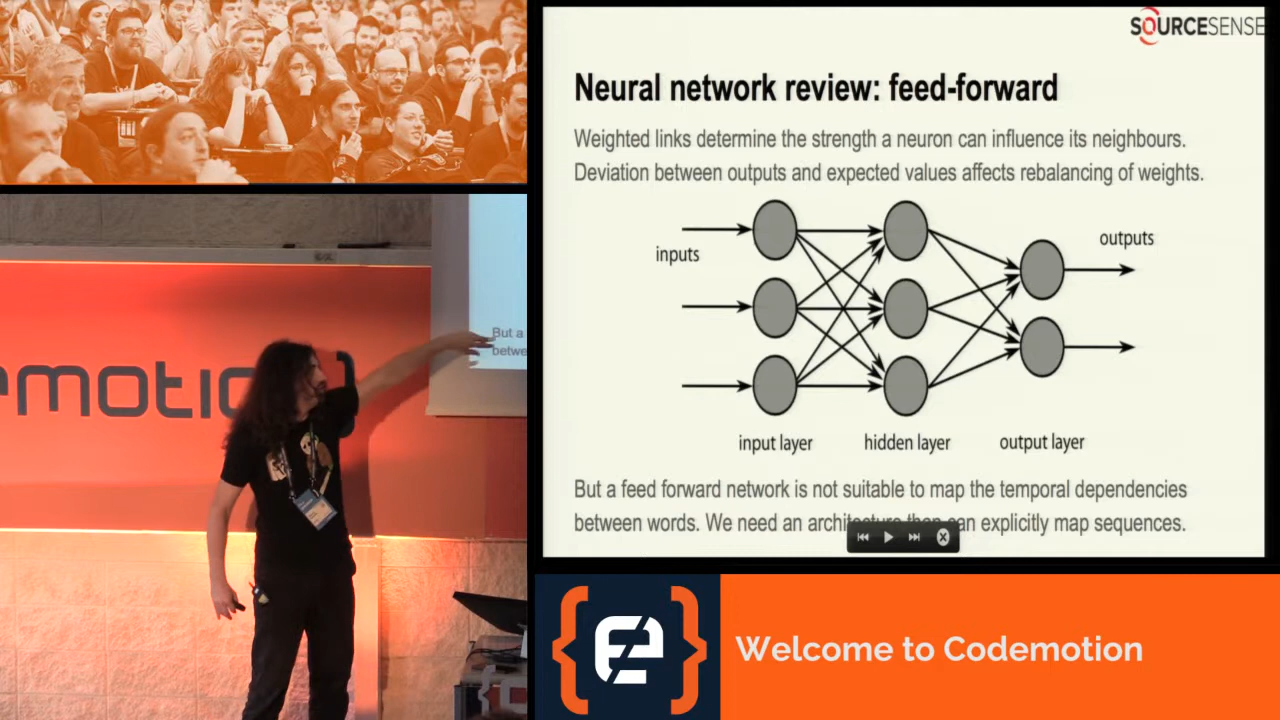 SOURCESENSE
Neural network review: feed-forward
Weighted links determine the strength a neuron can influence its neighbours.
Deviation between outputs and expected values affects rebalancing of weights.
inputs
outputs
input layer
hidden layer
output layer
But a feed forward network is not suitable to map the temporal dependencies
between words. We need an architecture than can explicitly map sequences.
emotio
But a
betwe
Welcome to Codemotion